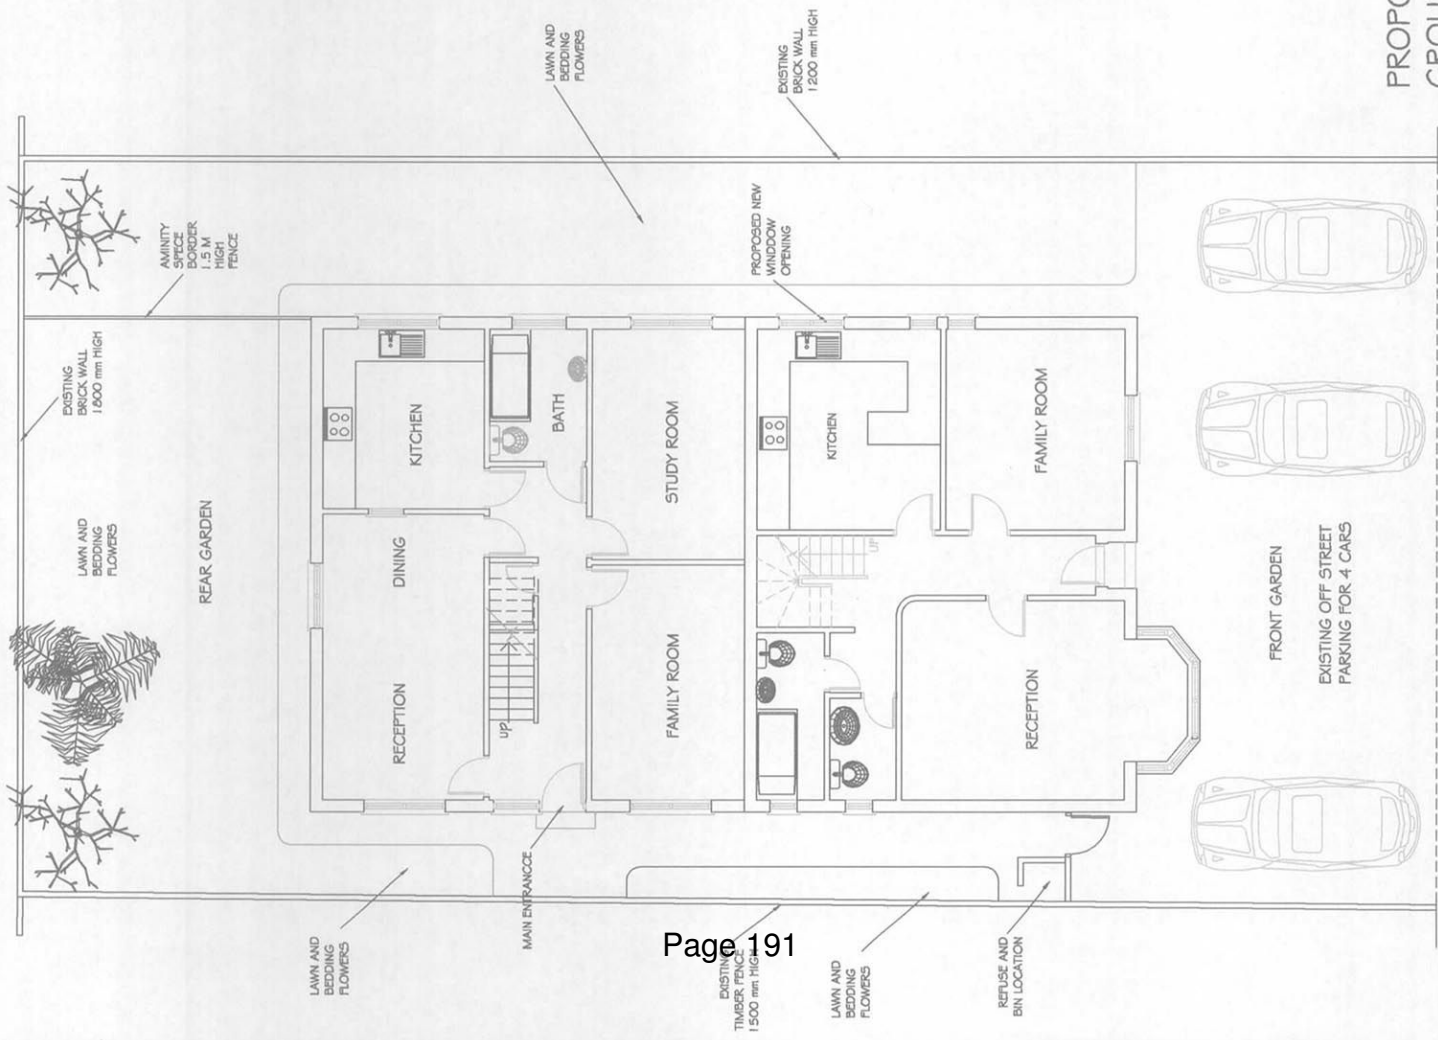 LAWN AND
BEDDING
FLOWERS
EXISTING
BRICK WALL
1200 mm HIGH
PROPO
GROU
AMINITY
SPECE
BORDER
1.5 M
HIGH
FENCE
PROPOSED NEW
WINDDOW
OPENING
EXISTING
BRICK WALL
1800 mm HIGH
LAWN AND
BEDDING
FLOWERS
REAR GARDEN
KITCHEN
BATH
STUDY ROOM
KITCHEN
FAMILY ROOM
DINING
UP
RECEPTION
UP
FAMILY ROOM
RECEPTION
FRONT GARDEN
EXISTING OFF STREET
PARKING FOR 4 CARS
MAIN ENTRANCCE
LAWN AND
BEDDING
FLOWERS
EXISTING
TIMBER FENCE
1500 mm HIGH
LAWN AND
BEDDING
FLOWERS
REFUSE AND
BIN LOCATION
Page 191